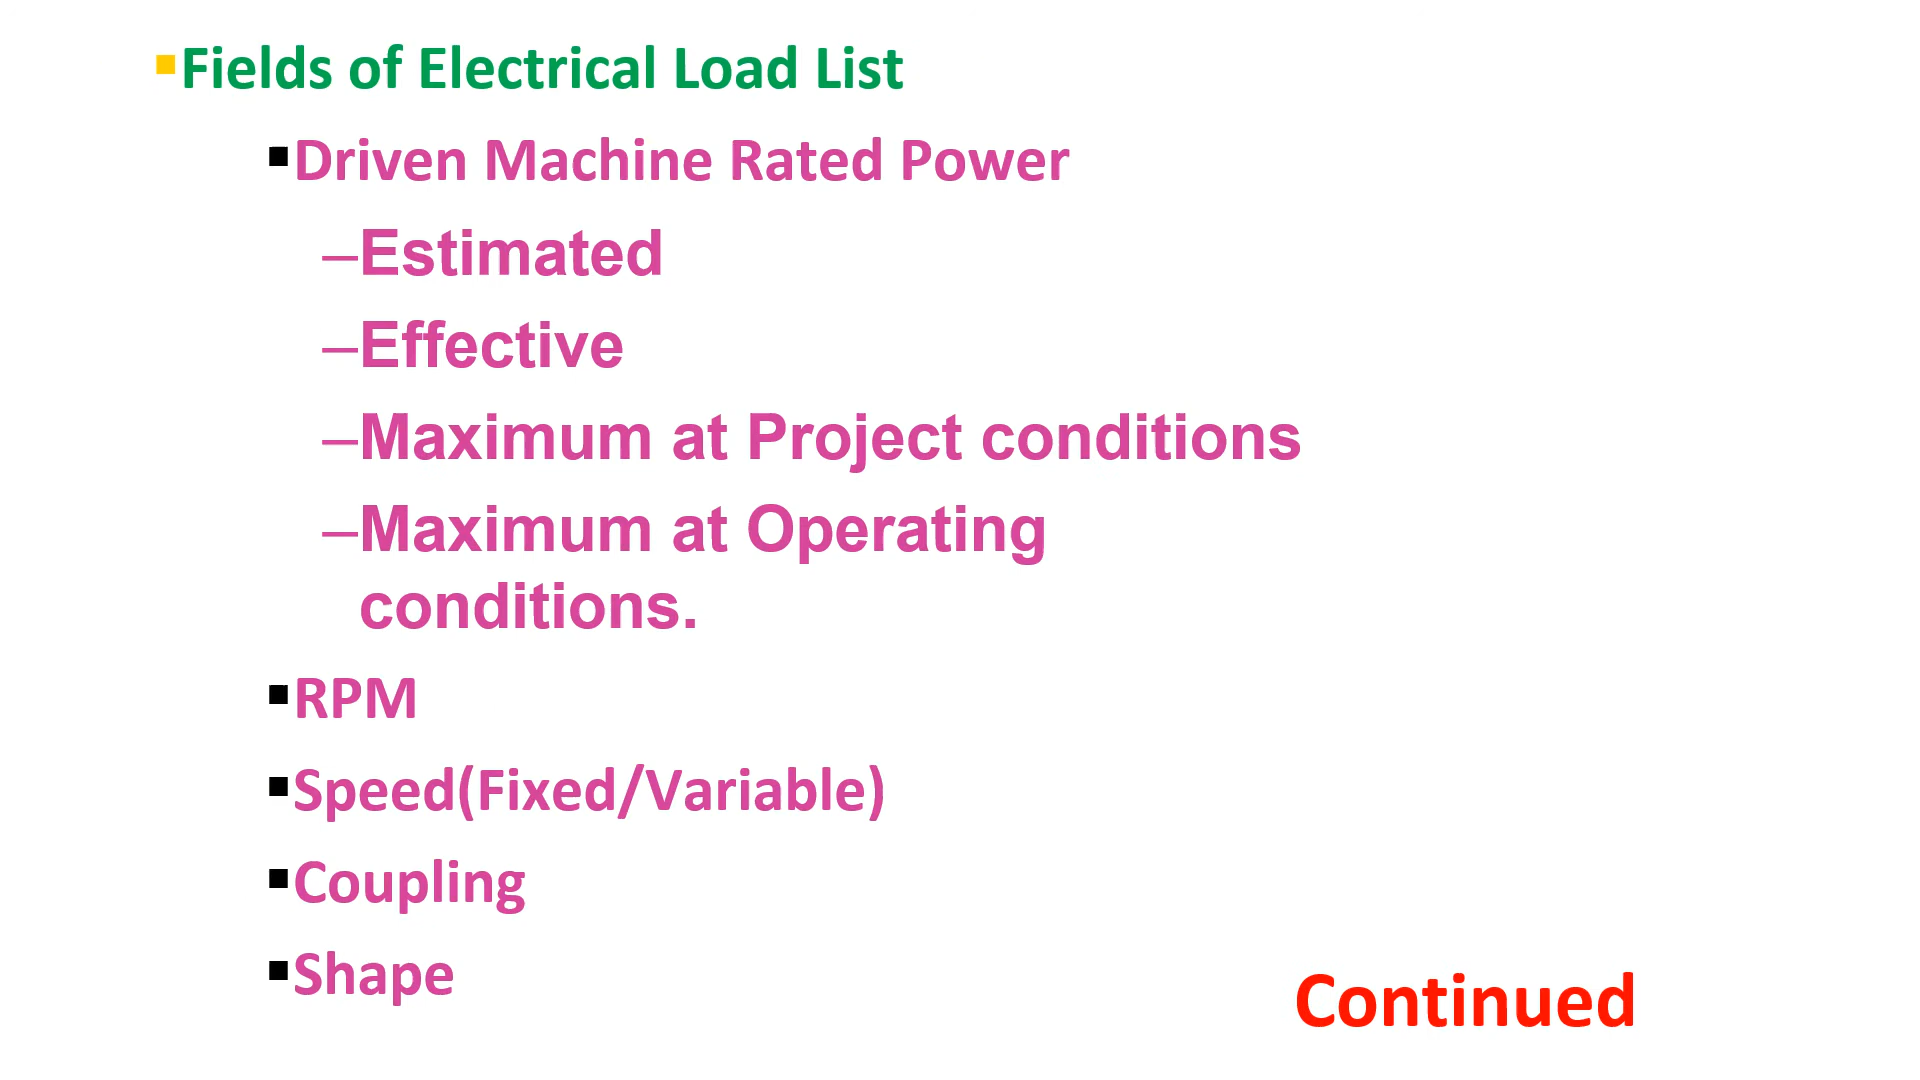 ▪Fields of Electrical Load List
▪Driven Machine Rated Power
–Estimated
–Effective
–Maximum at Project conditions
–Maximum at Operating
conditions.
▪RPM
▪Speed(Fixed/Variable)
▪Coupling
▪Shape
Continued